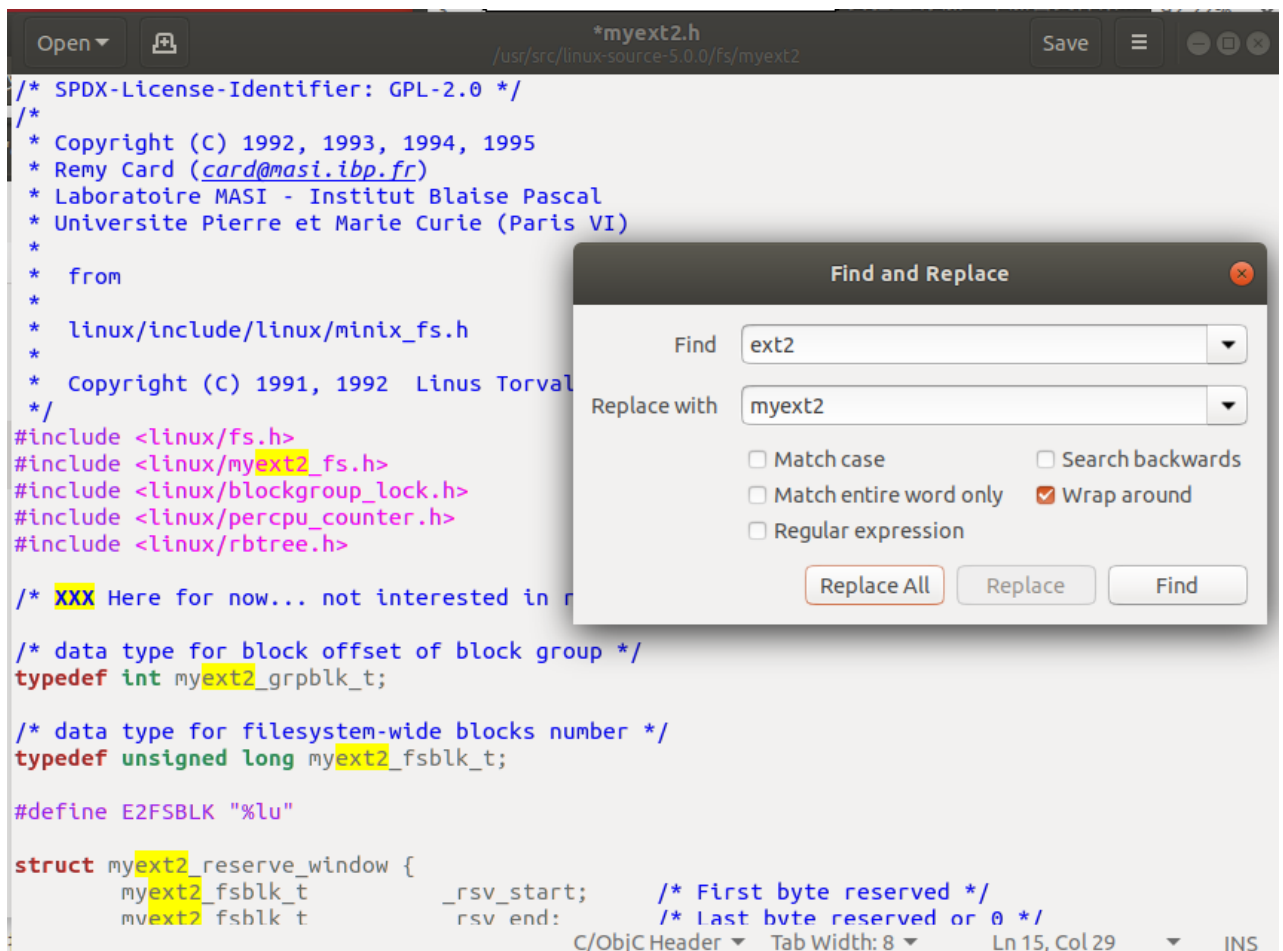 Open
*myext2.h
/usr/src/linux-source-5.0.0/fs/myext2
Save
/* SPDX-License-Identifier: GPL-2.0 */
/*
 * Copyright (C) 1992, 1993, 1994, 1995
 * Remy Card (card@masi.ibp.fr)
 * Laboratoire MASI - Institut Blaise Pascal
 * Universite Pierre et Marie Curie (Paris VI)
 *
 *  from
 *
 *  linux/include/linux/minix_fs.h
 *
 *  Copyright (C) 1991, 1992  Linus Torval
 */
#include <linux/fs.h>
#include <linux/myext2_fs.h>
#include <linux/blockgroup_lock.h>
#include <linux/percpu_counter.h>
#include <linux/rbtree.h>
/* XXX Here for now... not interested in r
/* data type for block offset of block group */
typedef int myext2_grpblk_t;
/* data type for filesystem-wide blocks number */
typedef unsigned long myext2_fsblk_t;
#define E2FSBLK "%lu"
struct myext2_reserve_window {
myext2_fsblk_t _rsv_start; /* First byte reserved */
myext2_fsblk_t _rsv_end; /* Last byte reserved or 0 */
Find and Replace
Find ext2
Replace with myext2
Match case
Search backwards
Match entire word only
Wrap around
Regular expression
Replace All
Replace
Find
C/ObjC Header
Tab Width: 8
Ln 15, Col 29
INS